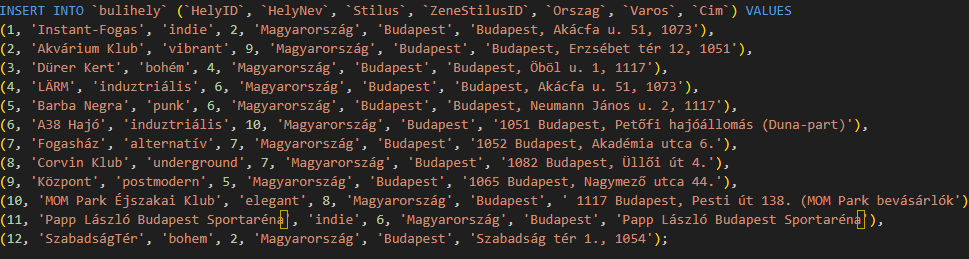 INSERT INTO `bulihely` (`HelyID`, `HelyNev`, `Stilus`, `ZeneStilusID`, `Orszag`, `Varos`, `Cim`) VALUES
(1, 'Instant-Fogas', 'indie', 2, 'Magyarország', 'Budapest', 'Budapest, Akácfa u. 51, 1073'),
(2, 'Akvárium Klub', 'vibrant', 9, 'Magyarország', 'Budapest', 'Budapest, Erzsébet tér 12, 1051'),
(3, 'Dürer Kert', 'bohém', 4, 'Magyarország', 'Budapest', 'Budapest, Öböl u. 1, 1117'),
(4, 'LÄRM', 'induztriális', 6, 'Magyarország', 'Budapest', 'Budapest, Akácfa u. 51, 1073'),
(5, 'Barba Negra', 'punk', 6, 'Magyarország', 'Budapest', 'Budapest, Neumann János u. 2, 1117'),
(6, 'A38 Hajó', 'induztriális', 10, 'Magyarország', 'Budapest', '1051 Budapest, Petőfi hajóállomás (Duna-part)'),
(7, 'Fogasház', 'alternatív', 7, 'Magyarország', 'Budapest', '1052 Budapest, Akadémia utca 6.'),
(8, 'Corvin Klub', 'underground', 7, 'Magyarország', 'Budapest', '1082 Budapest, Üllői út 4.'),
(9, 'Központ', 'postmodern', 5, 'Magyarország', 'Budapest', '1065 Budapest, Nagymező utca 44.'),
(10, 'MOM Park Éjszakai Klub', 'elegant', 8, 'Magyarország', 'Budapest', ' 1117 Budapest, Pesti út 138. (MOM Park bevásárlók')
(11, 'Papp László Budapest Sportaréna', 'indie', 6, 'Magyarország', 'Budapest', 'Papp László Budapest Sportaréna'),
(12, 'SzabadságTér', 'bohem', 2, 'Magyarország', 'Budapest', 'Szabadság tér 1., 1054');